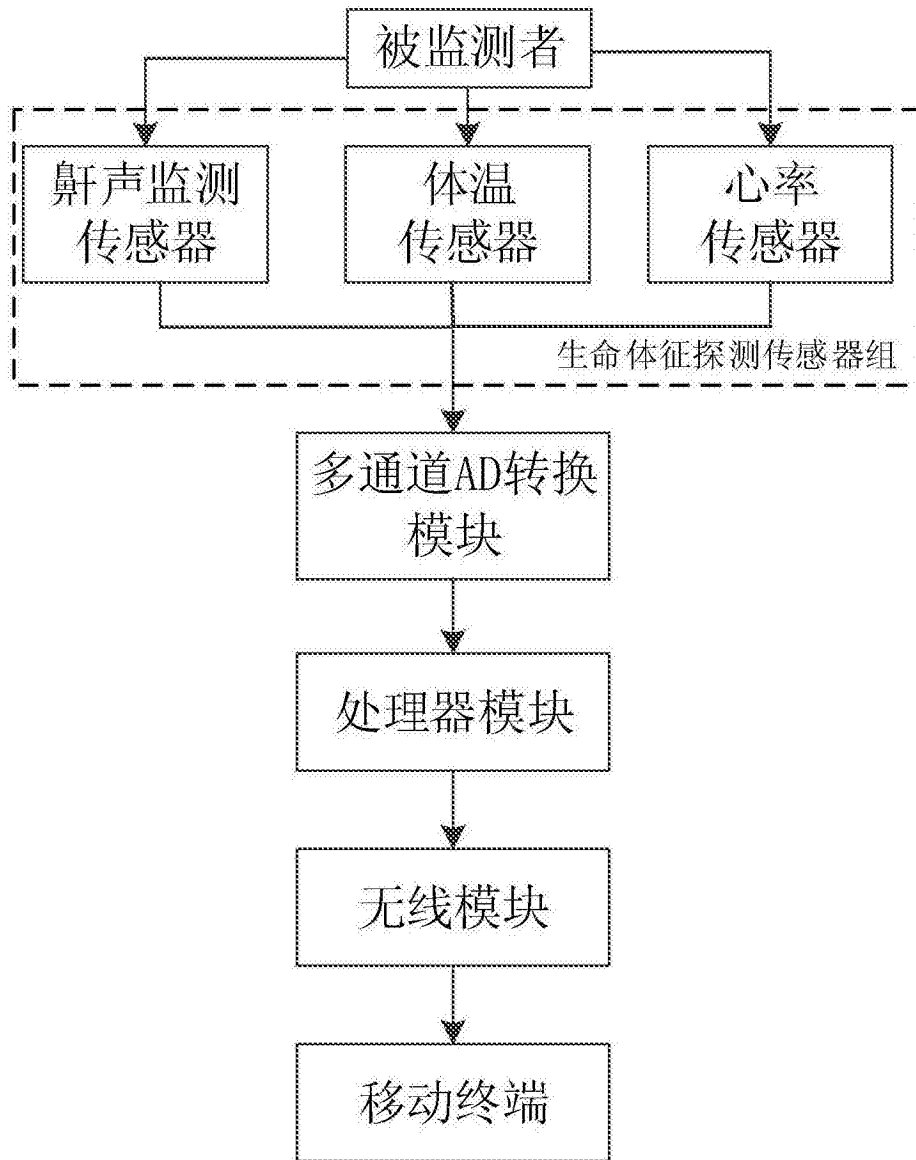 被监测者
鼾声监测
传感器
体温
传感器
心率
传感器
生命体征探测传感器组
多通道AD转换
模块
处理器模块
无线模块
移动终端